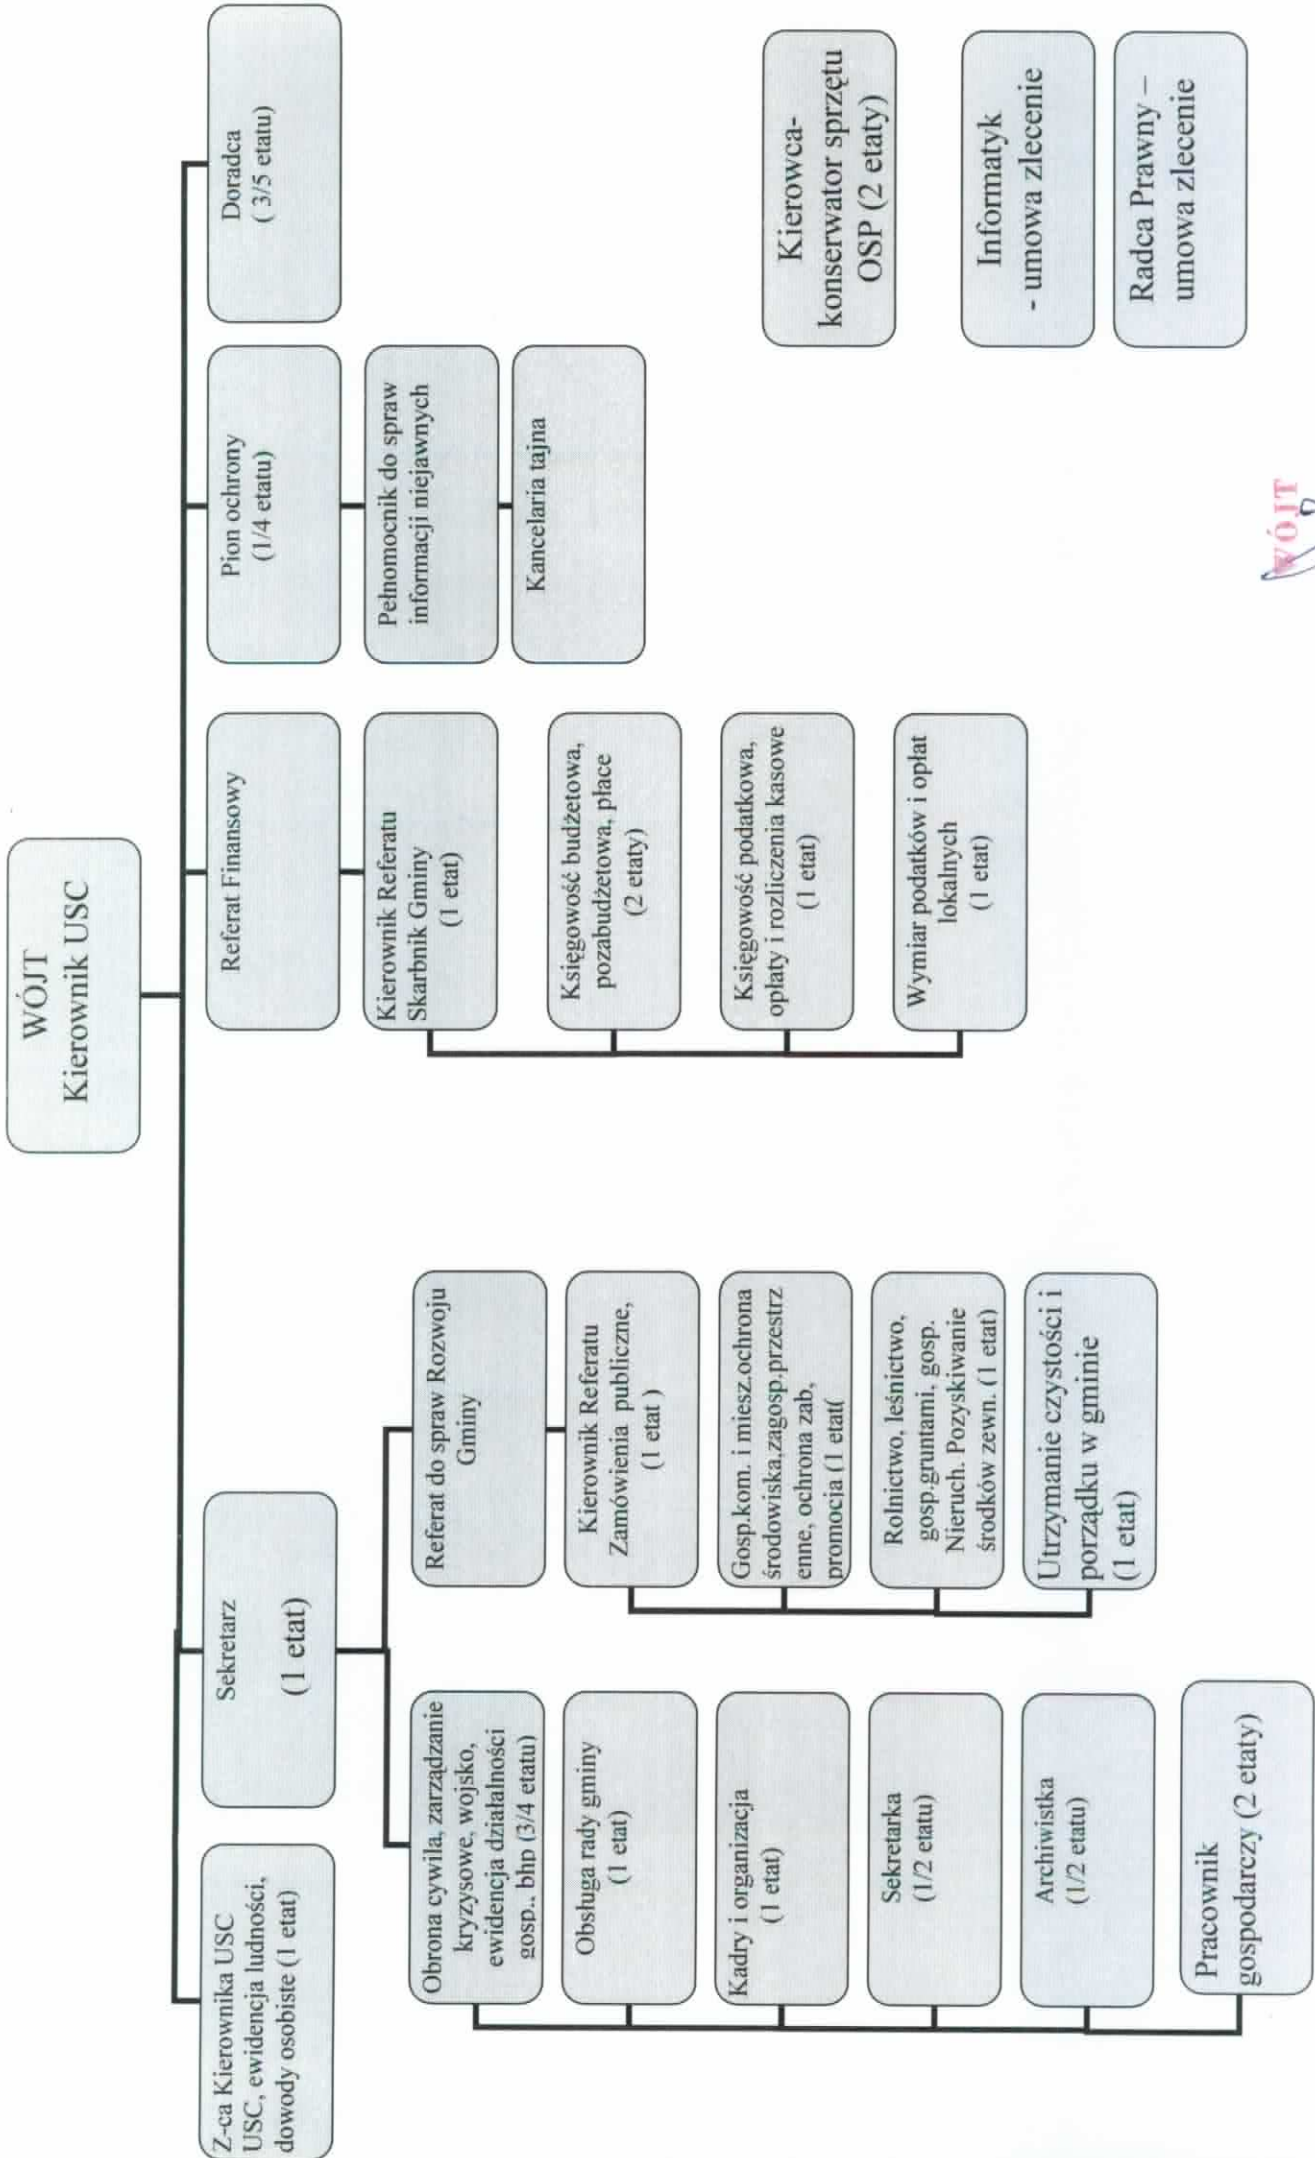 WÓJT
Kierownik USC
Z-ca Kierownika USC
USC, ewidencja ludności,
dowody osobiste (1 etat)
Sekretarz
(1 etat)
Referat Finansowy
Pion ochrony
(1/4 etatu)
Doradca
( 3/5 etatu)
Obrona cywila, zarządzanie
kryzysowe, wojsko,
ewidencja działalności
gosp., bhp (3/4 etatu)
Obsługa rady gminy
(1 etat)
Kadry i organizacja
(1 etat)
Sekretarka
(1/2 etatu)
Archiwistka
(1/2 etatu)
Pracownik
gospodarczy (2 etaty)
Referat do spraw Rozwoju
Gminy
Kierownik Referatu
Zamówienia publiczne,
(1 etat )
Gosp.kom. i miesz.ochrona
środowiska,zagosp.przestrz
enne, ochrona zab,
promocja (1 etat(
Rolnictwo, leśnictwo,
gosp.gruntami, gosp.
Nieruch. Pozyskiwanie
środków zewn. (1 etat)
Utrzymanie czystości i
porządku w gminie
(1 etat)
Kierownik Referatu
Skarbnik Gminy
(1 etat)
Księgowość budżetowa,
pozabudżetowa, płace
(2 etaty)
Księgowość podatkowa,
opłaty i rozliczenia kasowe
(1 etat)
Wymiar podatków i opłat
lokalnych
(1 etat)
Pełnomocnik do spraw
informacji niejawnych
Kancelaria tajna
Kierowca-
konserwator sprzętu
OSP (2 etaty)
Informatyk
- umowa zlecenie
Radca Prawny –
umowa zlecenie
WÓJT